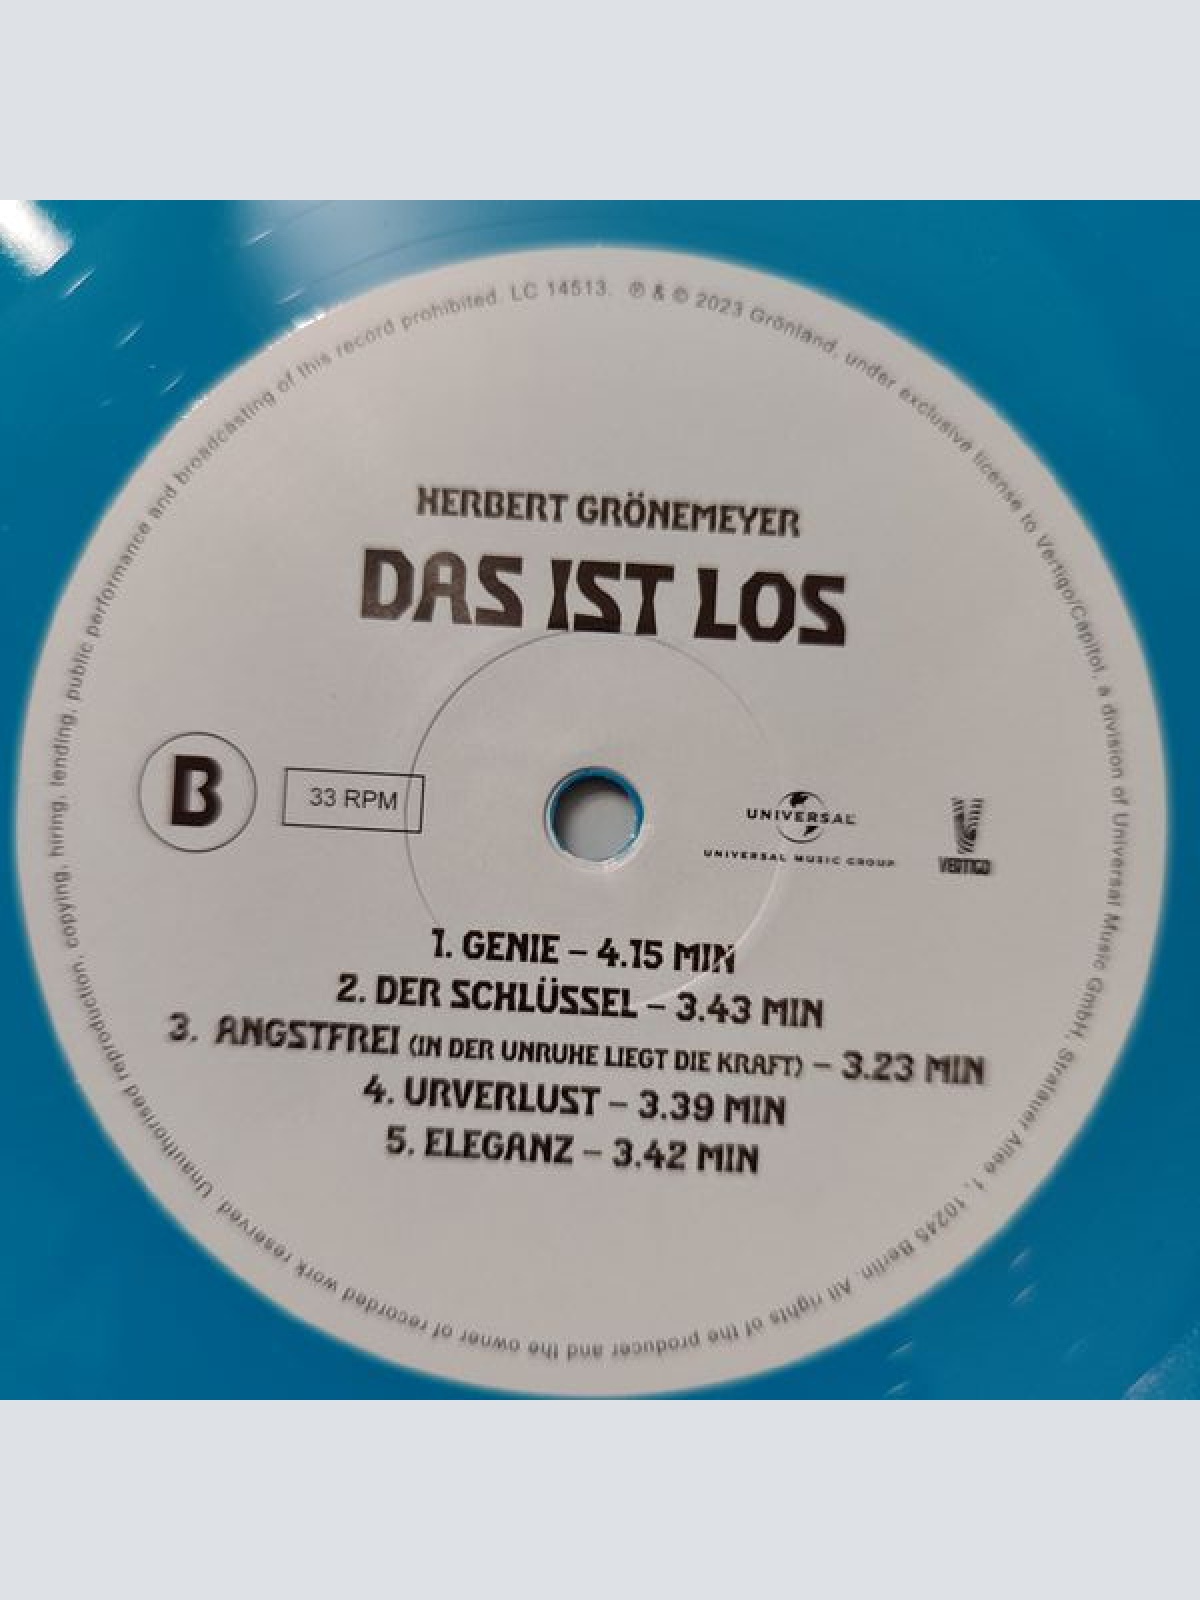 HERBERT GRÖNEMEYER
DAS IST LOS
B
33 RPM
UNIVERSAL
UNIVERSAL MUSIC GROUP
VERTIGO
1. GENIE – 4.15 MIN
2. DER SCHLÜSSEL – 3.43 MIN
3. ANGSTFREI (IN DER UNRUHE LIEGT DIE KRAFT) – 3.23 MIN
4. URVERLUST – 3.39 MIN
5. ELEGANZ – 3.42 MIN
℗ & © 2023 Grönland, under exclusive license to Vertigo/Capitol, a division of Universal Music GmbH, Stralauer Allee 1, 10245 Berlin. All rights of the producer and the owner of recorded work reserved. Unauthorised reproduction, copying, hiring, lending, public performance and broadcasting of this record prohibited. LC 14513.